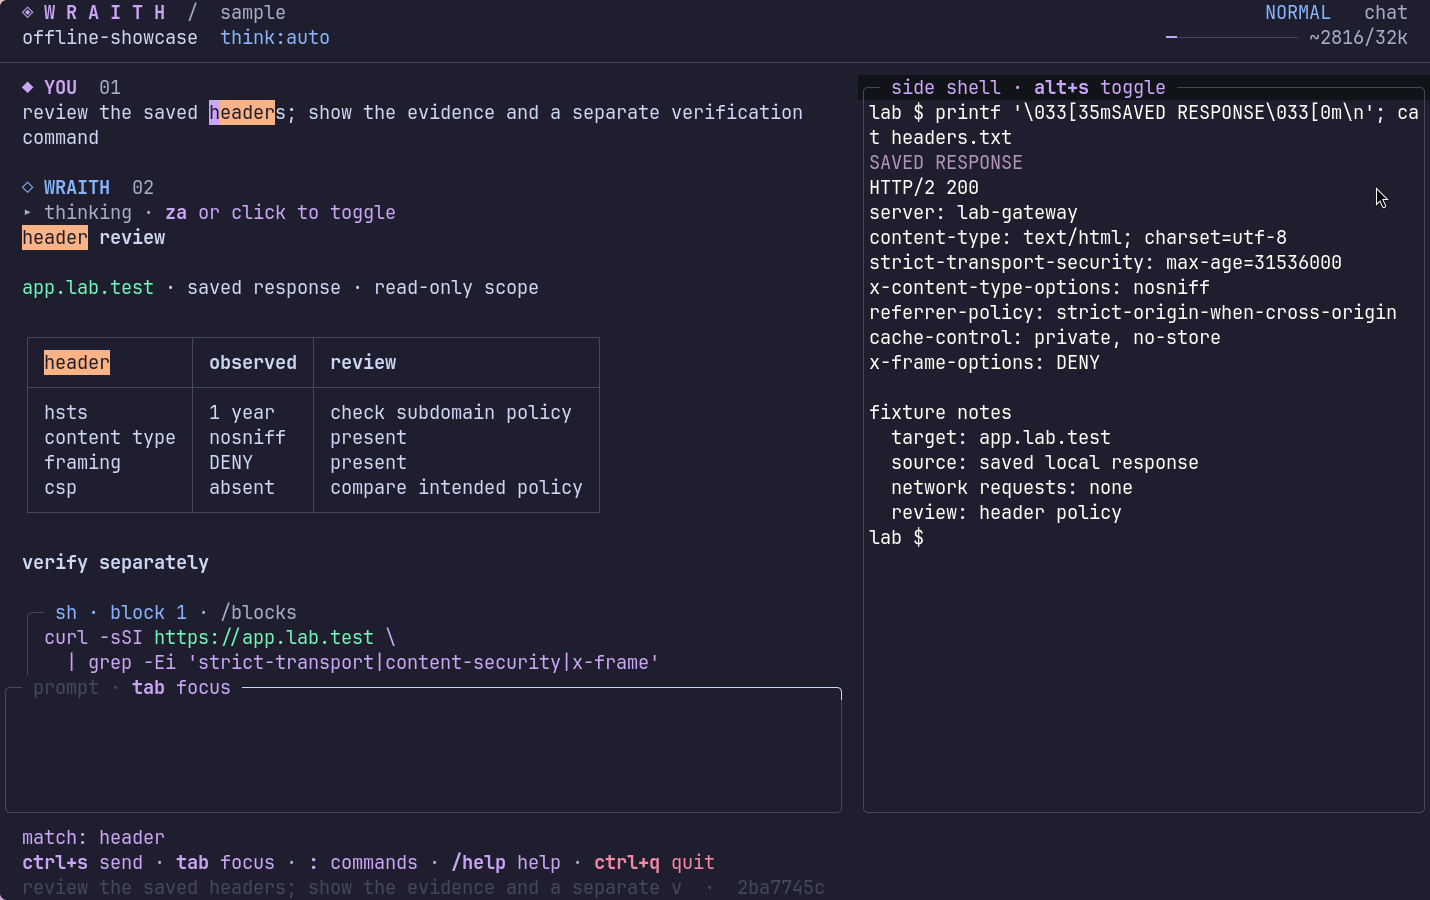 ◈ W R A I T H / sample NORMAL chat
offline-showcase think:auto ~2816/32k
◆ YOU 01
review the saved headers; show the evidence and a separate verification
command
◇ WRAITH 02
▸ thinking · za or click to toggle
header review
app.lab.test · saved response · read-only scope
header observed review
hsts 1 year check subdomain policy
content type nosniff present
framing DENY present
csp absent compare intended policy
verify separately
sh · block 1 · /blocks
curl -sSI https://app.lab.test \
| grep -Ei 'strict-transport|content-security|x-frame'
prompt · tab focus
side shell · alt+s toggle
lab $ printf '\033[35mSAVED RESPONSE\033[0m\n'; ca
t headers.txt
SAVED RESPONSE
HTTP/2 200
server: lab-gateway
content-type: text/html; charset=utf-8
strict-transport-security: max-age=31536000
x-content-type-options: nosniff
referrer-policy: strict-origin-when-cross-origin
cache-control: private, no-store
x-frame-options: DENY
fixture notes
target: app.lab.test
source: saved local response
network requests: none
review: header policy
lab $
match: header
ctrl+s send · tab focus · : commands · /help help · ctrl+q quit
review the saved headers; show the evidence and a separate v · 2ba7745c